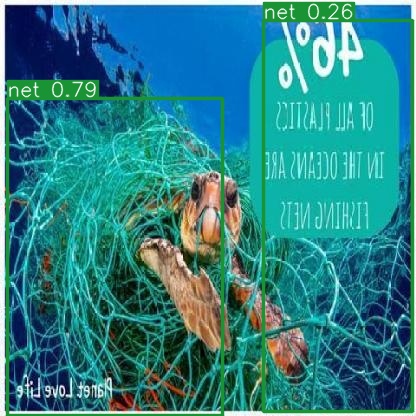 net 0.26
net 0.79
46%
OF ALL PLASTICS
IN THE OCEANS ARE
FISHING NETS
Planet Love Life